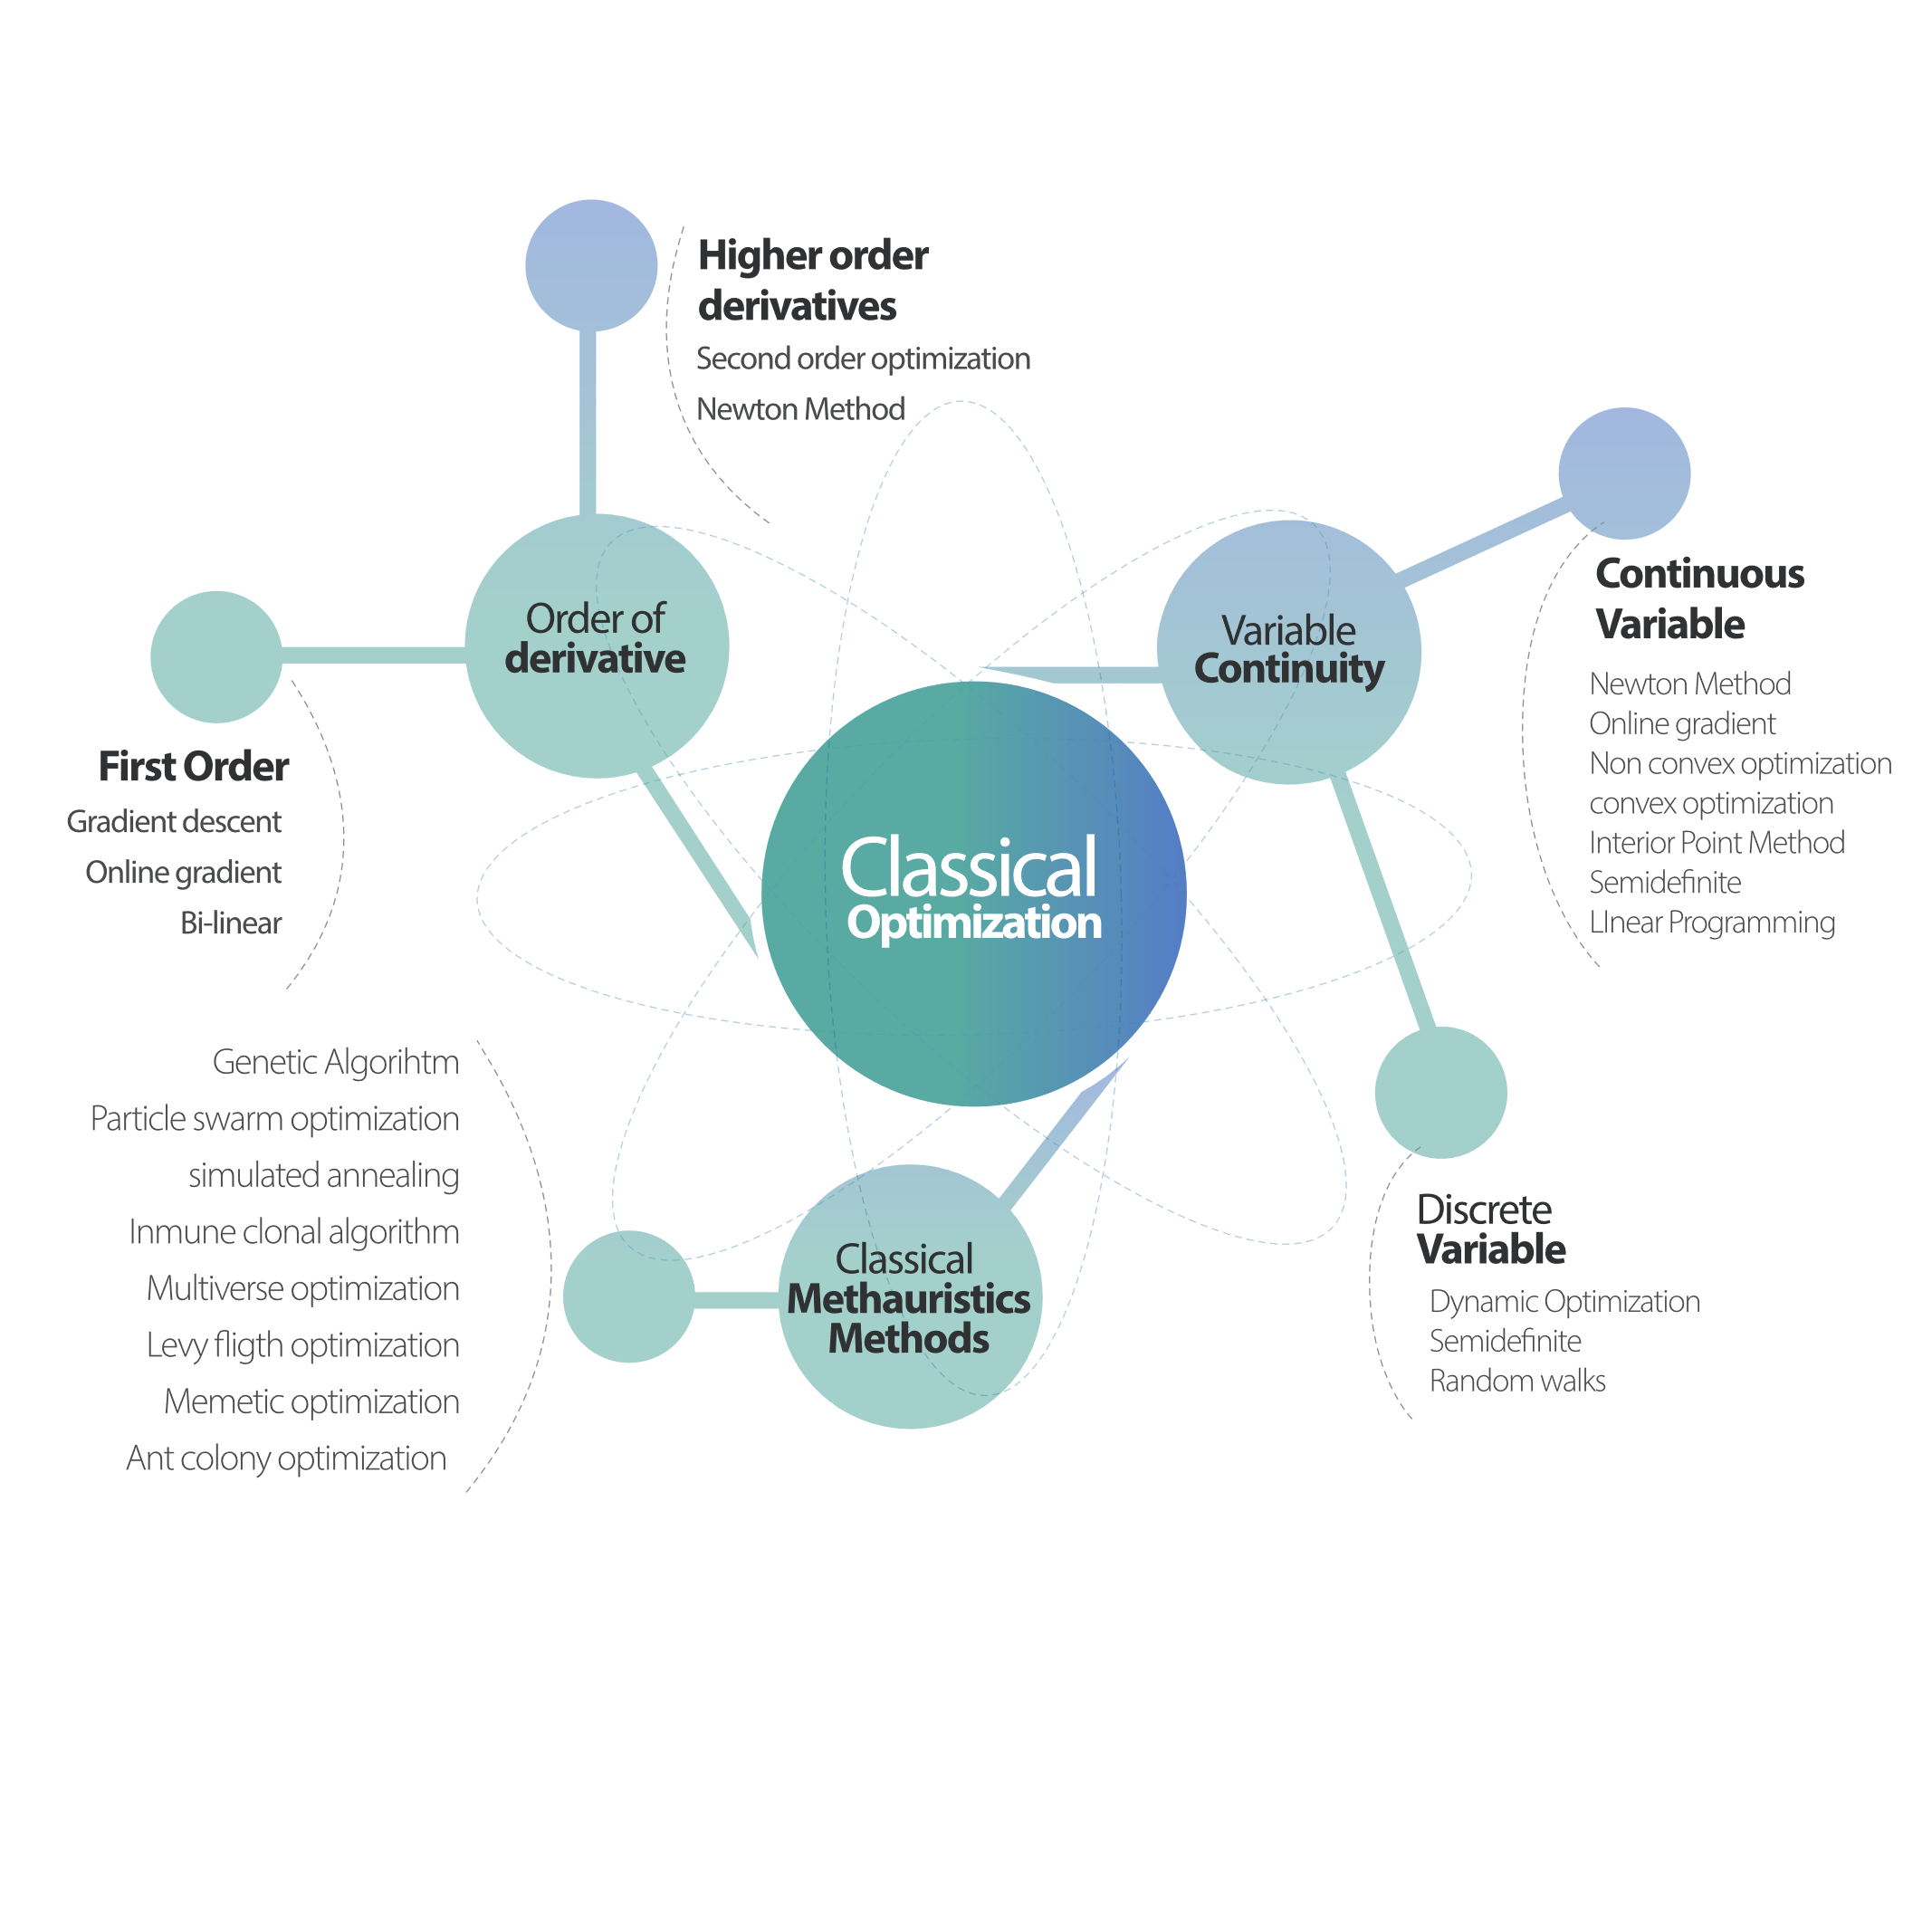 Higher order
derivatives
Second order optimization
Newton Method
Order of
derivative
First Order
Gradient descent
Online gradient
Bi-linear
Variable
Continuity
Continuous
Variable
Newton Method
Online gradient
Non convex optimization
convex optimization
Interior Point Method
Semidefinite
LInear Programming
Classical
Optimization
Discrete
Variable
Dynamic Optimization
Semidefinite
Random walks
Classical
Methauristics
Methods
Genetic Algorihtm
Particle swarm optimization
simulated annealing
Inmune clonal algorithm
Multiverse optimization
Levy fligth optimization
Memetic optimization
Ant colony optimization